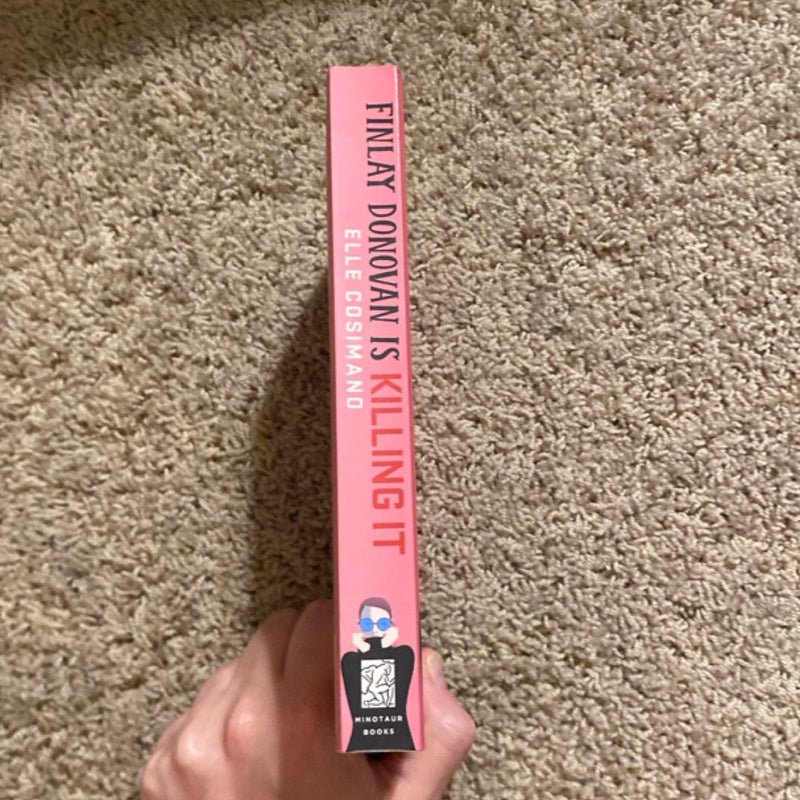 FINLAY DONOVAN IS KILLING IT
ELLE COSIMANO
MINOTAUR
BOOKS